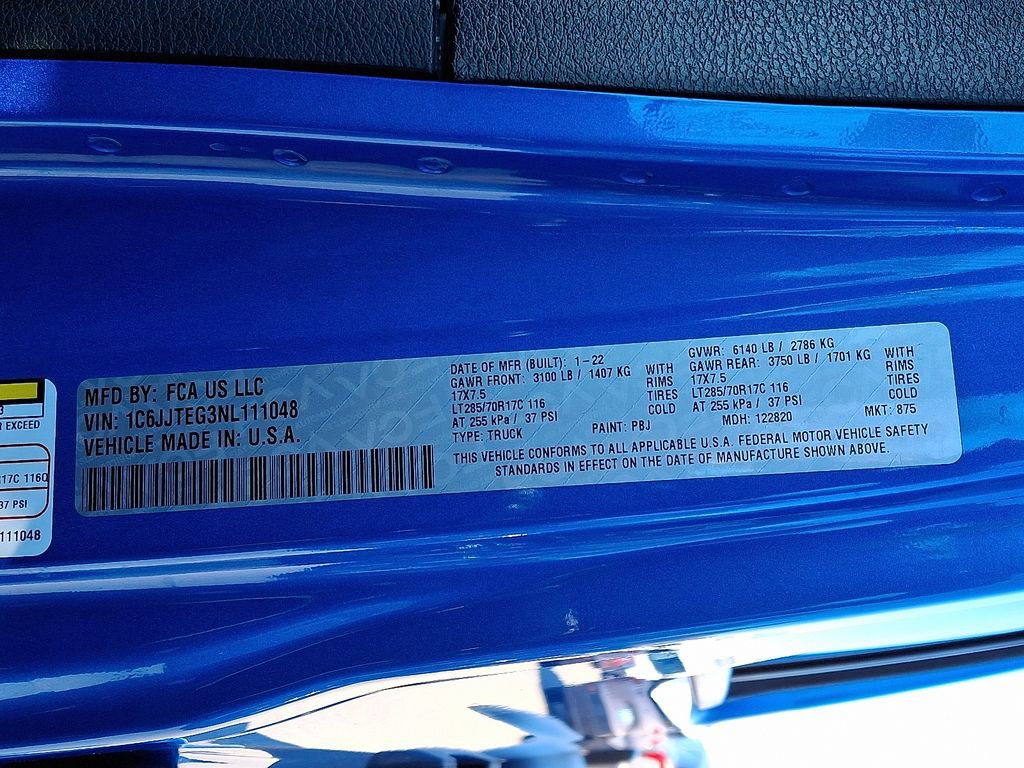 3
R EXCEED
R17C 116Q
37 PSI
111048
MFD BY: FCA US LLC
VIN: 1C6JJTEG3NL111048
VEHICLE MADE IN: U.S.A.
DATE OF MFR (BUILT): 1-22
GAWR FRONT: 3100 LB / 1407 KG WITH
17X7.5 RIMS
LT285/70R17C 116 TIRES
AT 255 kPa / 37 PSI COLD
TYPE: TRUCK PAINT: PBJ
GVWR: 6140 LB / 2786 KG
GAWR REAR: 3750 LB / 1701 KG WITH
17X7.5 RIMS
LT285/70R17C 116 TIRES
AT 255 kPa / 37 PSI COLD
MDH: 122820 MKT: 875
THIS VEHICLE CONFORMS TO ALL APPLICABLE U.S.A. FEDERAL MOTOR VEHICLE SAFETY
STANDARDS IN EFFECT ON THE DATE OF MANUFACTURE SHOWN ABOVE.